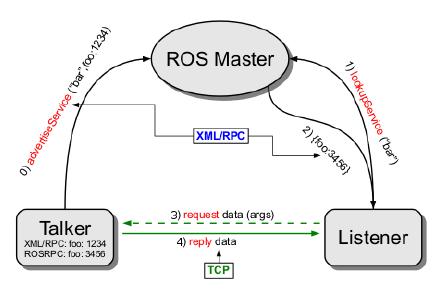 ROS Master
0) advertiseService ("bar",foo:1234)
1) lookupService ("bar")
XML/RPC
2) {foo:3456}
3) request data (args)
Talker
XML/RPC: foo: 1234
ROSRPC: foo: 3456
Listener
4) reply data
TCP